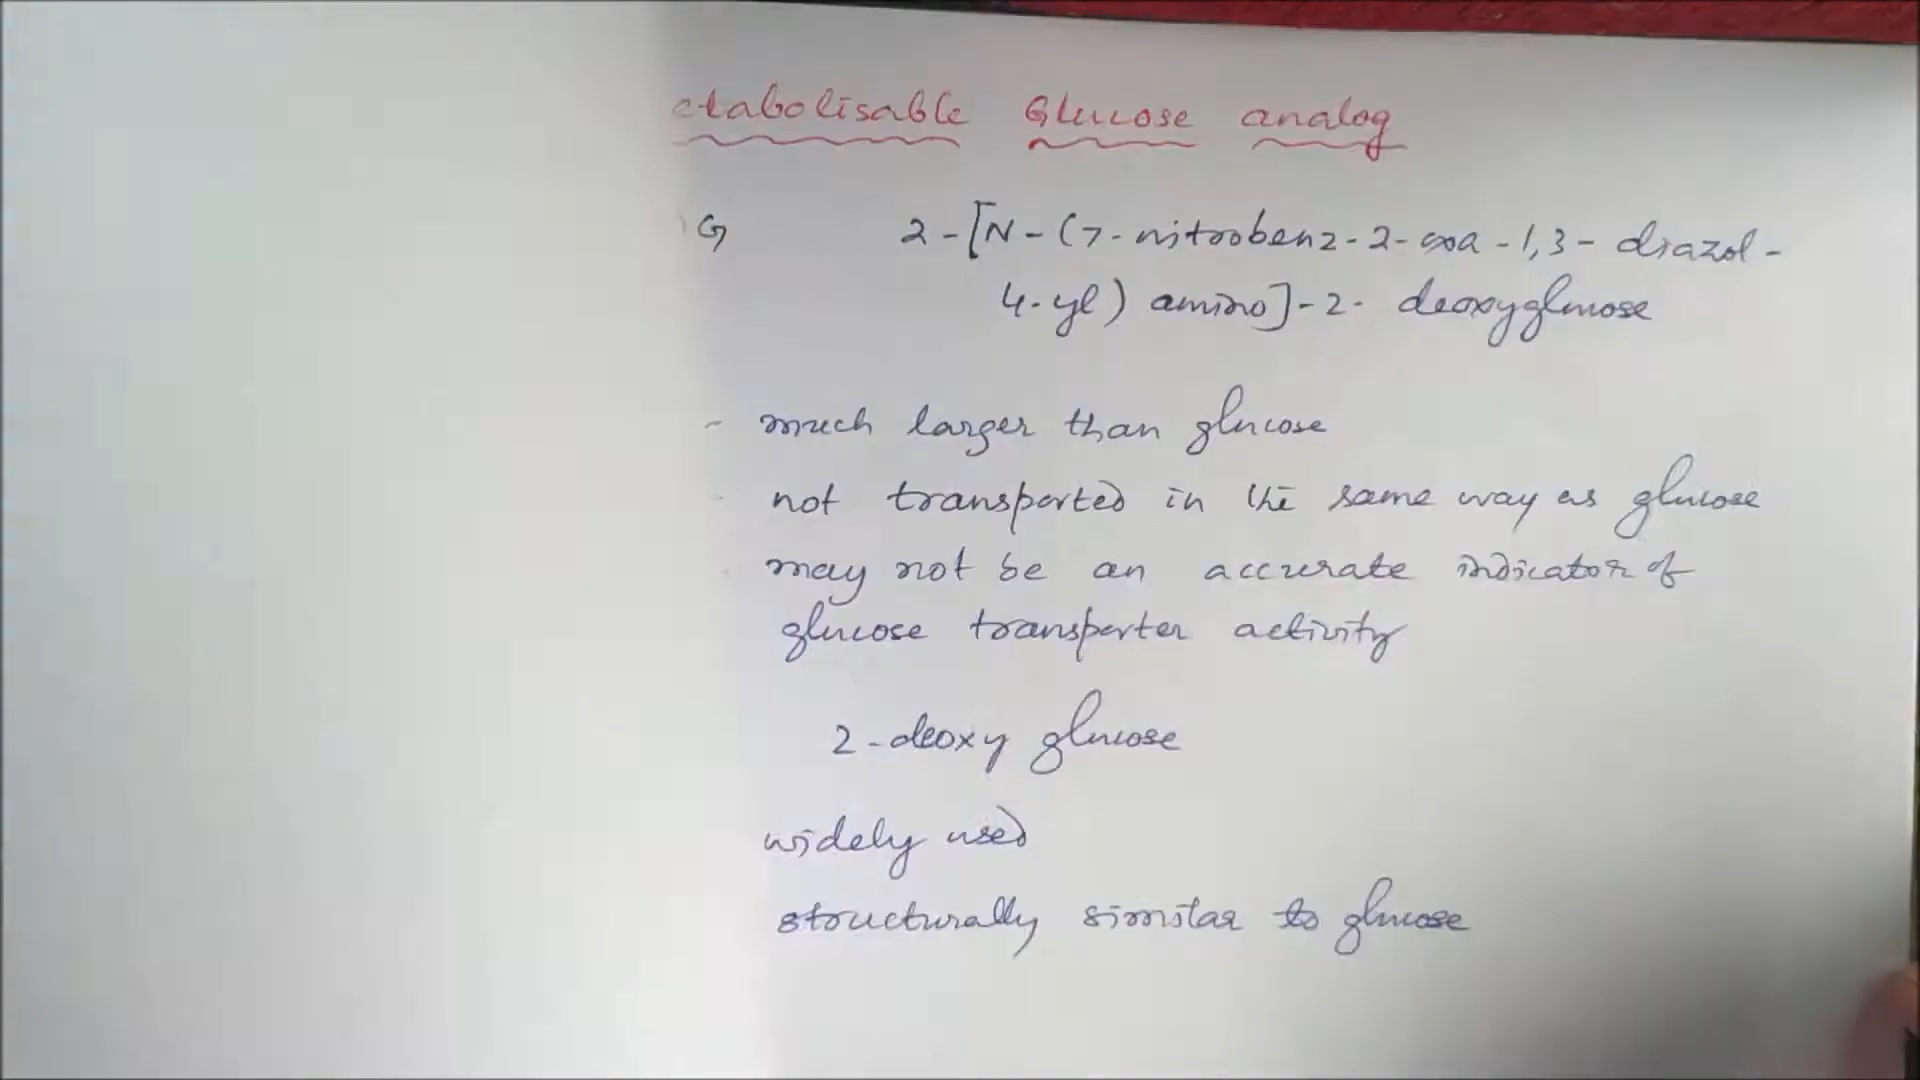 etabolisable Glucose analog
G 2-[N-(7-nitrobenz-2-oxa-1,3-diazol-
4-yl) amino]-2-deoxyglucose
- much larger than glucose
- not transported in the same way as glucose
- may not be an accurate indicator of
glucose transporter activity
2-deoxy glucose
widely used
structurally similar to glucose